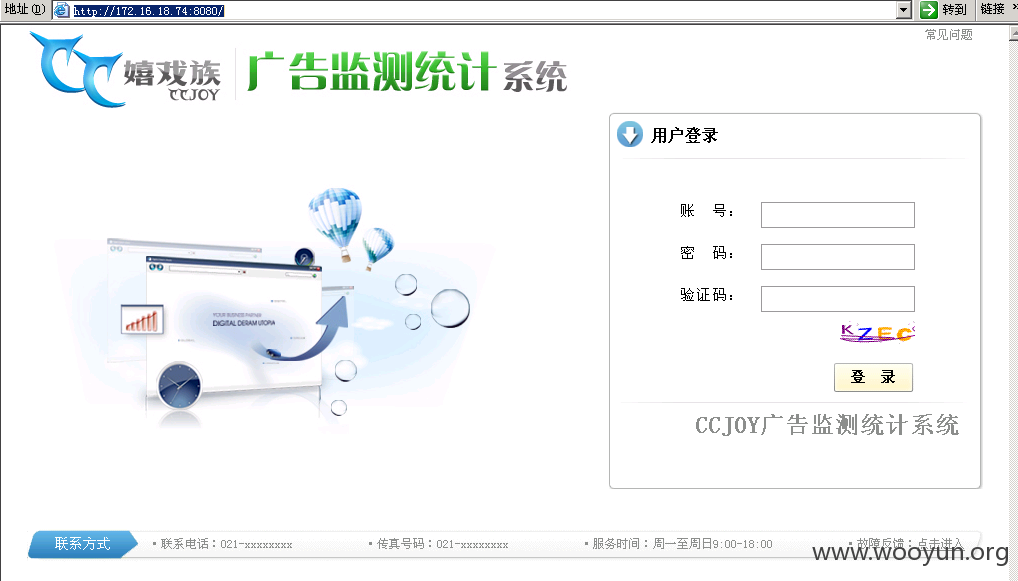 地址(D) http://172.16.18.74:8080/ 转到 链接 »
常见问题
嬉戏族 CCJOY 广告监测统计系统
用户登录
账 号：
密 码：
验证码：
YOUR BUSINESS PARTNER
DIGITAL DERAM UTOPIA
KZEC
登 录
CCJOY广告监测统计系统
联系方式 ·联系电话：021-xxxxxxxx ·传真号码：021-xxxxxxxx ·服务时间：周一至周日9:00-18:00 ·故障反馈：点击进入
www.wooyun.org